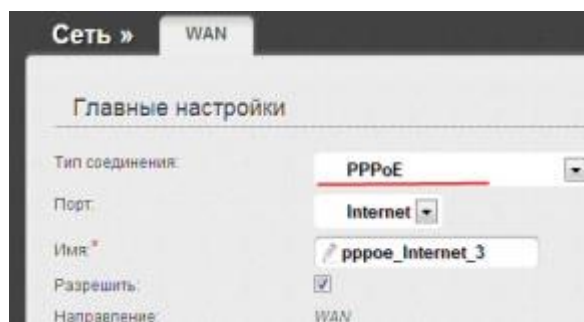 Сеть » WAN
Главные настройки
Тип соединения: PPPoE
Порт: Internet
Имя:* pppoe_Internet_3
Разрешить:
Направление: WAN